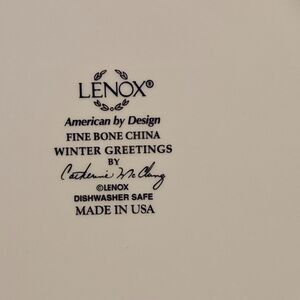 LENOX®
American by Design
FINE BONE CHINA
WINTER GREETINGS
BY
Catherine McClung
©LENOX
DISHWASHER SAFE
MADE IN USA